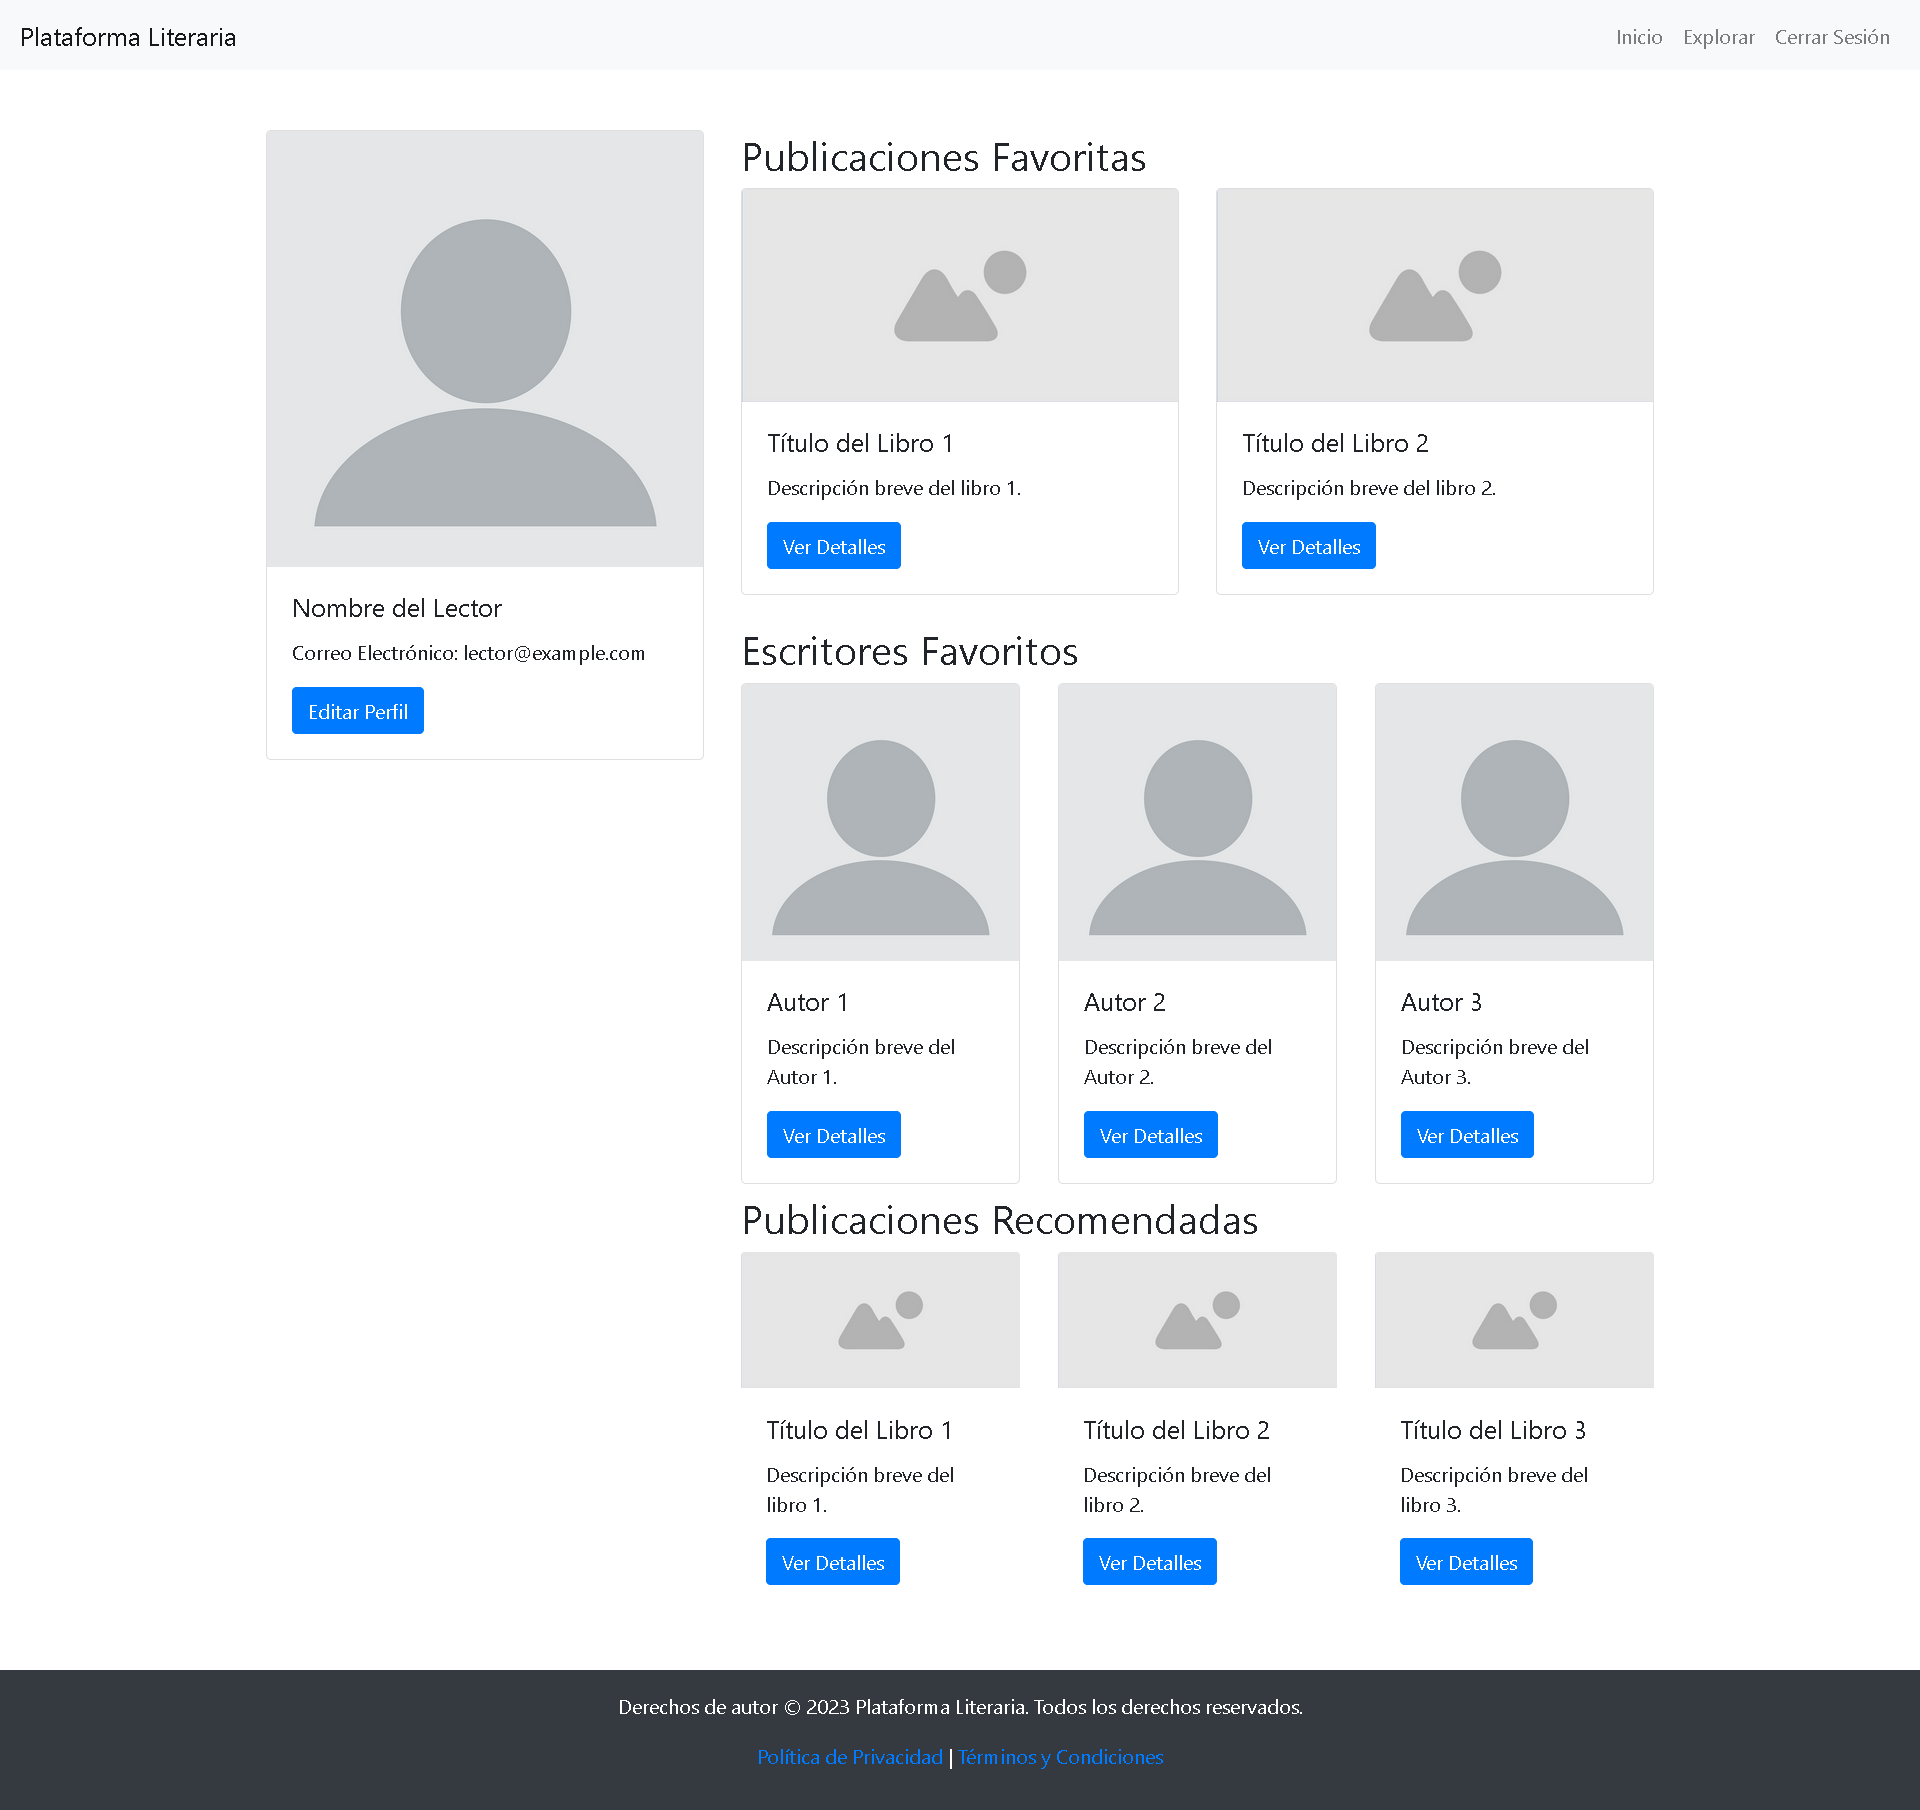 Plataforma Literaria
Inicio Explorar Cerrar Sesión
Nombre del Lector
Correo Electrónico: lector@example.com
Editar Perfil
Publicaciones Favoritas
Título del Libro 1
Descripción breve del libro 1.
Ver Detalles
Título del Libro 2
Descripción breve del libro 2.
Ver Detalles
Escritores Favoritos
Autor 1
Descripción breve del
Autor 1.
Ver Detalles
Autor 2
Descripción breve del
Autor 2.
Ver Detalles
Autor 3
Descripción breve del
Autor 3.
Ver Detalles
Publicaciones Recomendadas
Título del Libro 1
Descripción breve del
libro 1.
Ver Detalles
Título del Libro 2
Descripción breve del
libro 2.
Ver Detalles
Título del Libro 3
Descripción breve del
libro 3.
Ver Detalles
Derechos de autor © 2023 Plataforma Literaria. Todos los derechos reservados.
Política de Privacidad | Términos y Condiciones